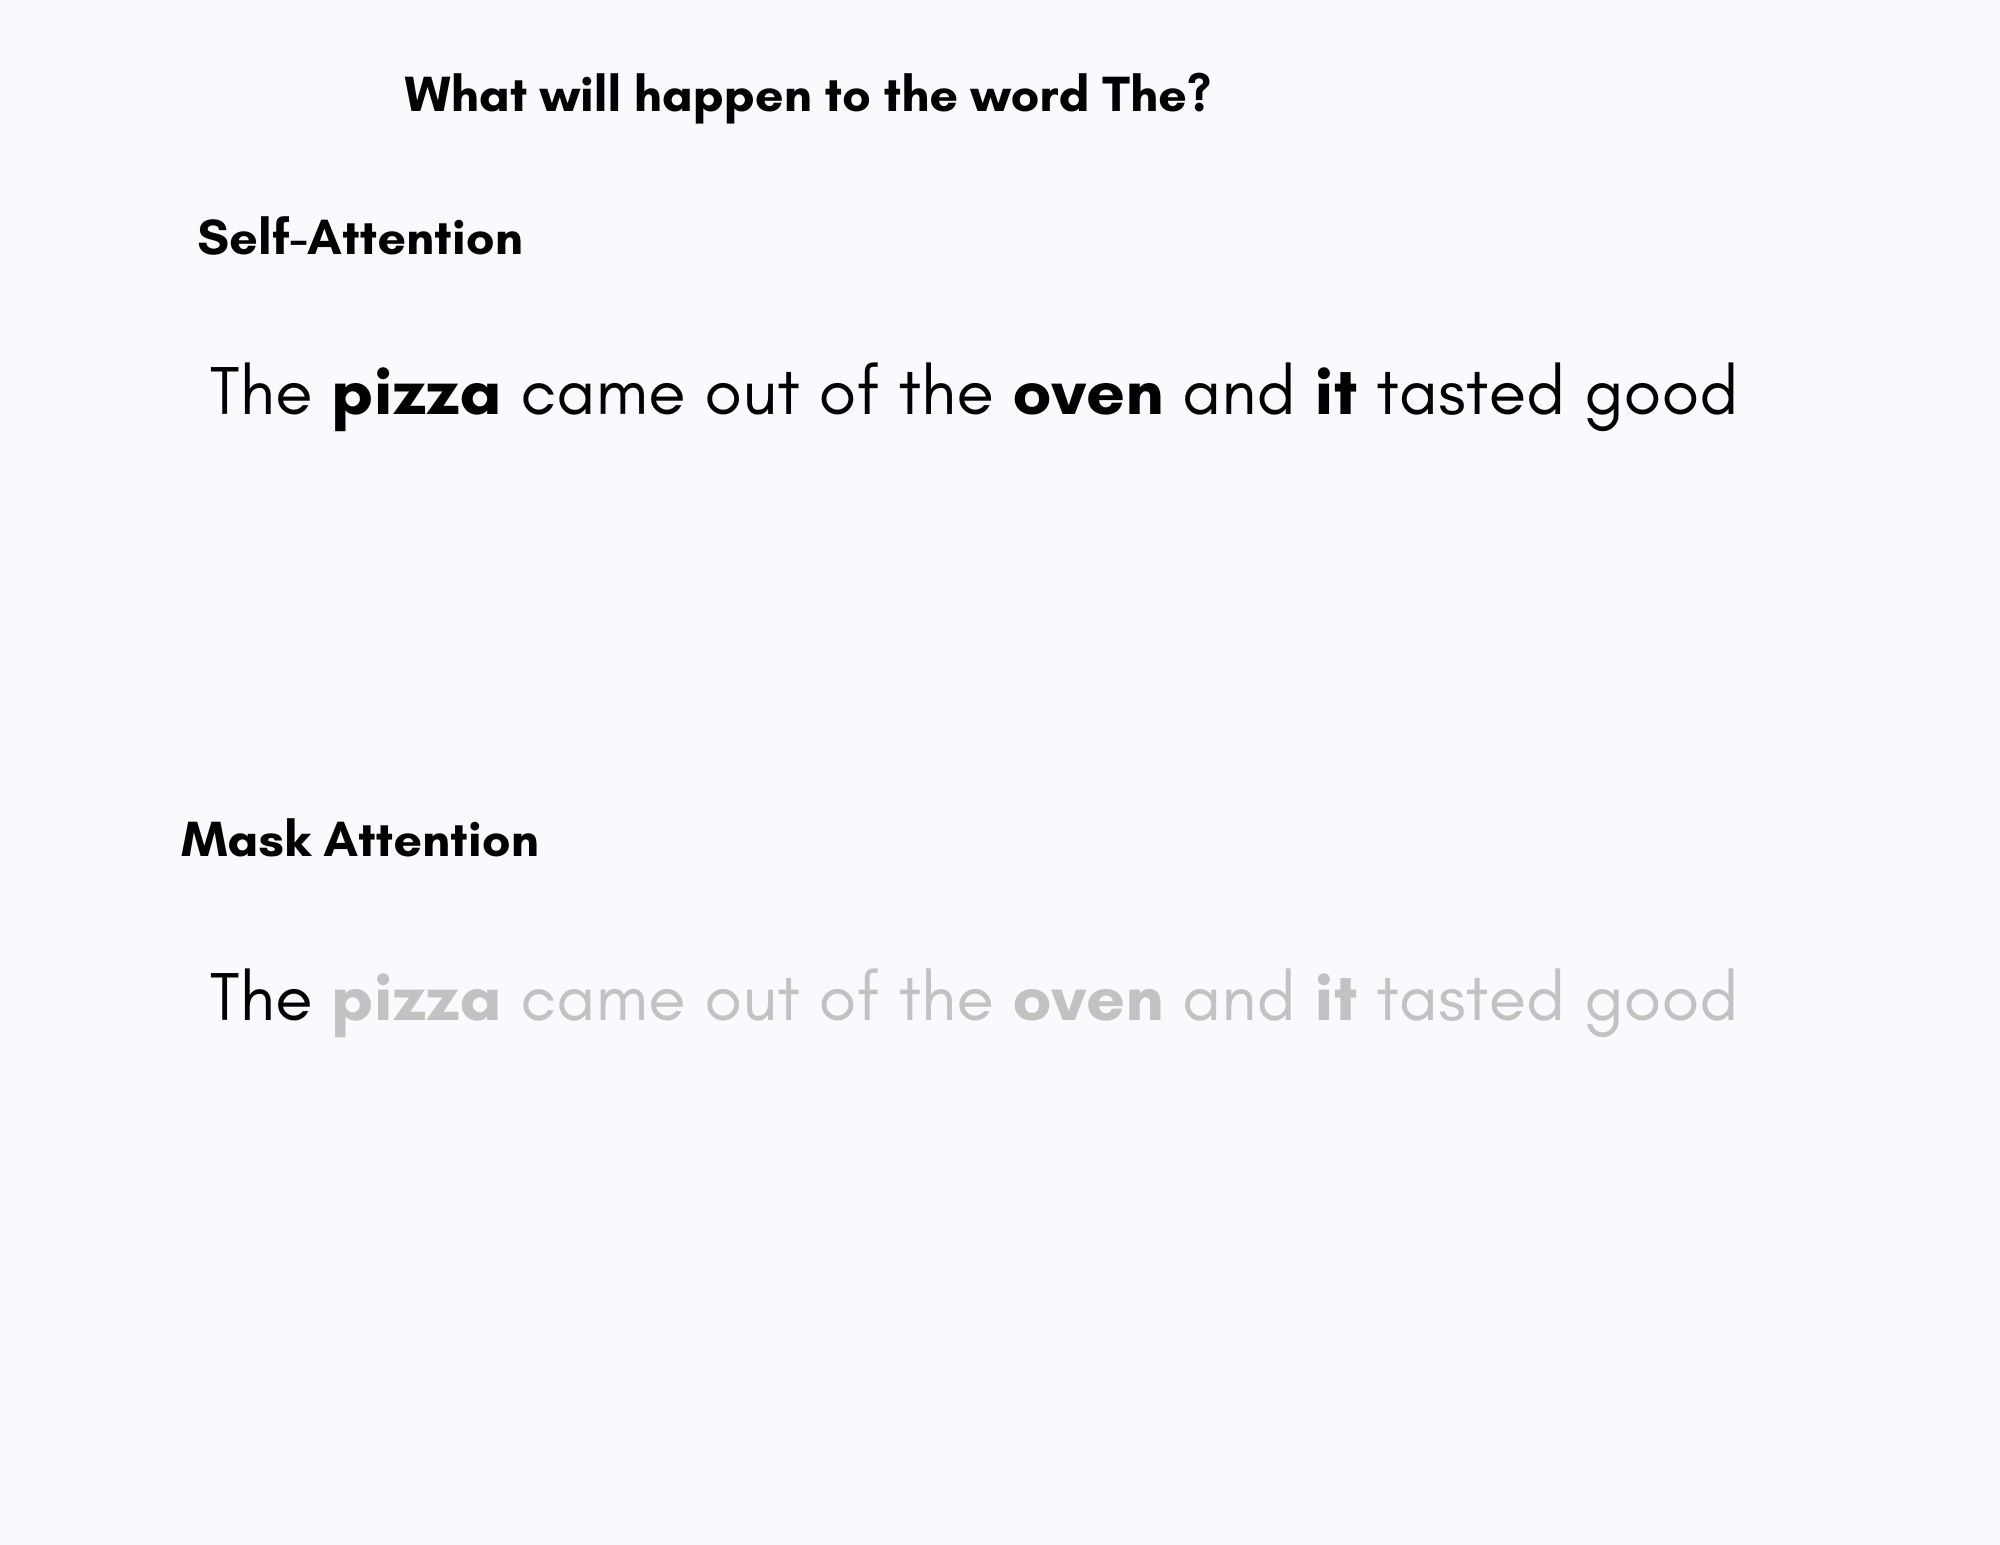 What will happen to the word The?
Self-Attention
The pizza came out of the oven and it tasted good
Mask Attention
The pizza came out of the oven and it tasted good